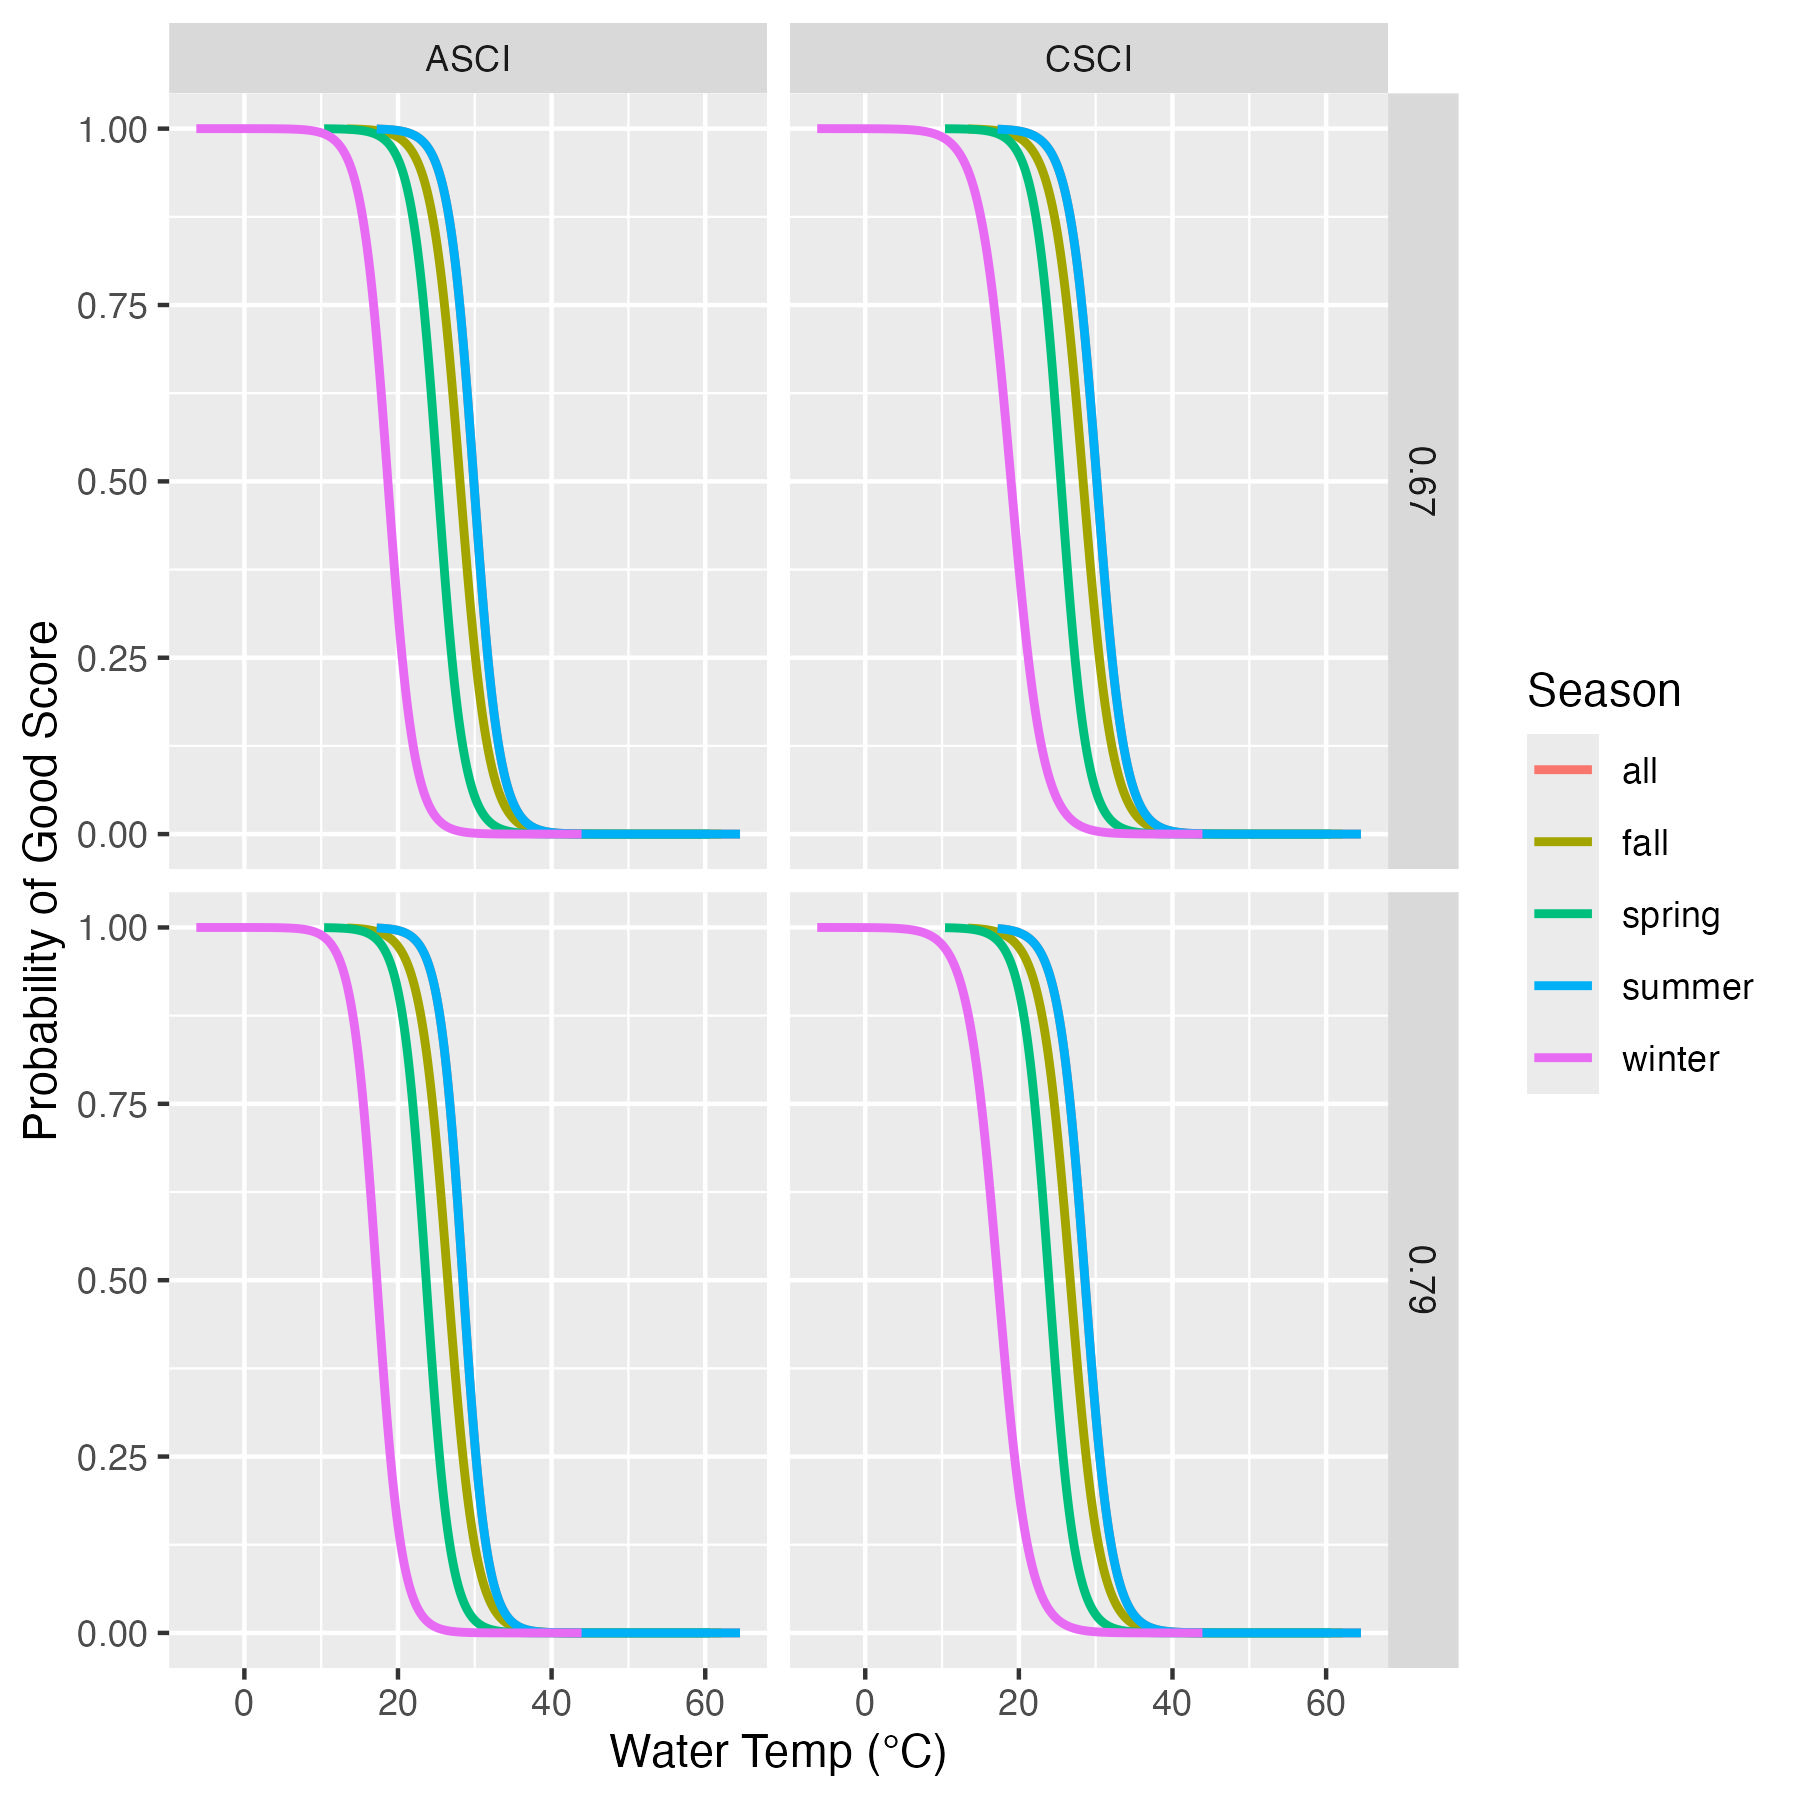 ASCI
CSCI
1.00
0.75
0.50
0.25
0.00
0.67
1.00
0.75
0.50
0.25
0.00
0.79
0 20 40 60
0 20 40 60
Water Temp (°C)
Probability of Good Score
Season
all
fall
spring
summer
winter